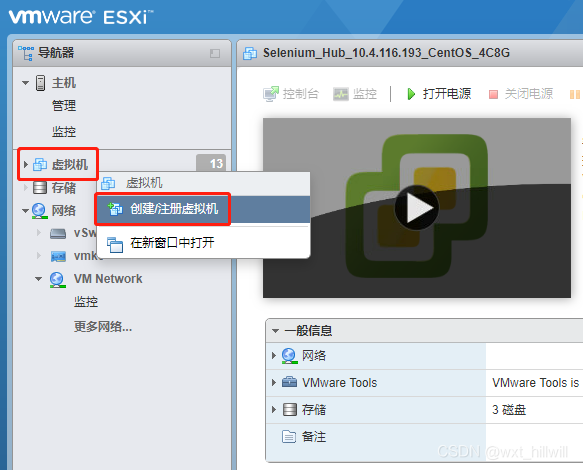 vmware ESXi™
导航器
主机
管理
监控
虚拟机 13
存储
网络
vSw
vmk
VM Network
监控
更多网络...
虚拟机
创建/注册虚拟机
在新窗口中打开
Selenium_Hub_10.4.116.193_CentOS_4C8G
控制台 监控 打开电源 关闭电源
一般信息
网络
VMware Tools VMware Tools is
存储 3 磁盘
备注
CSDN @wxt_hillwill